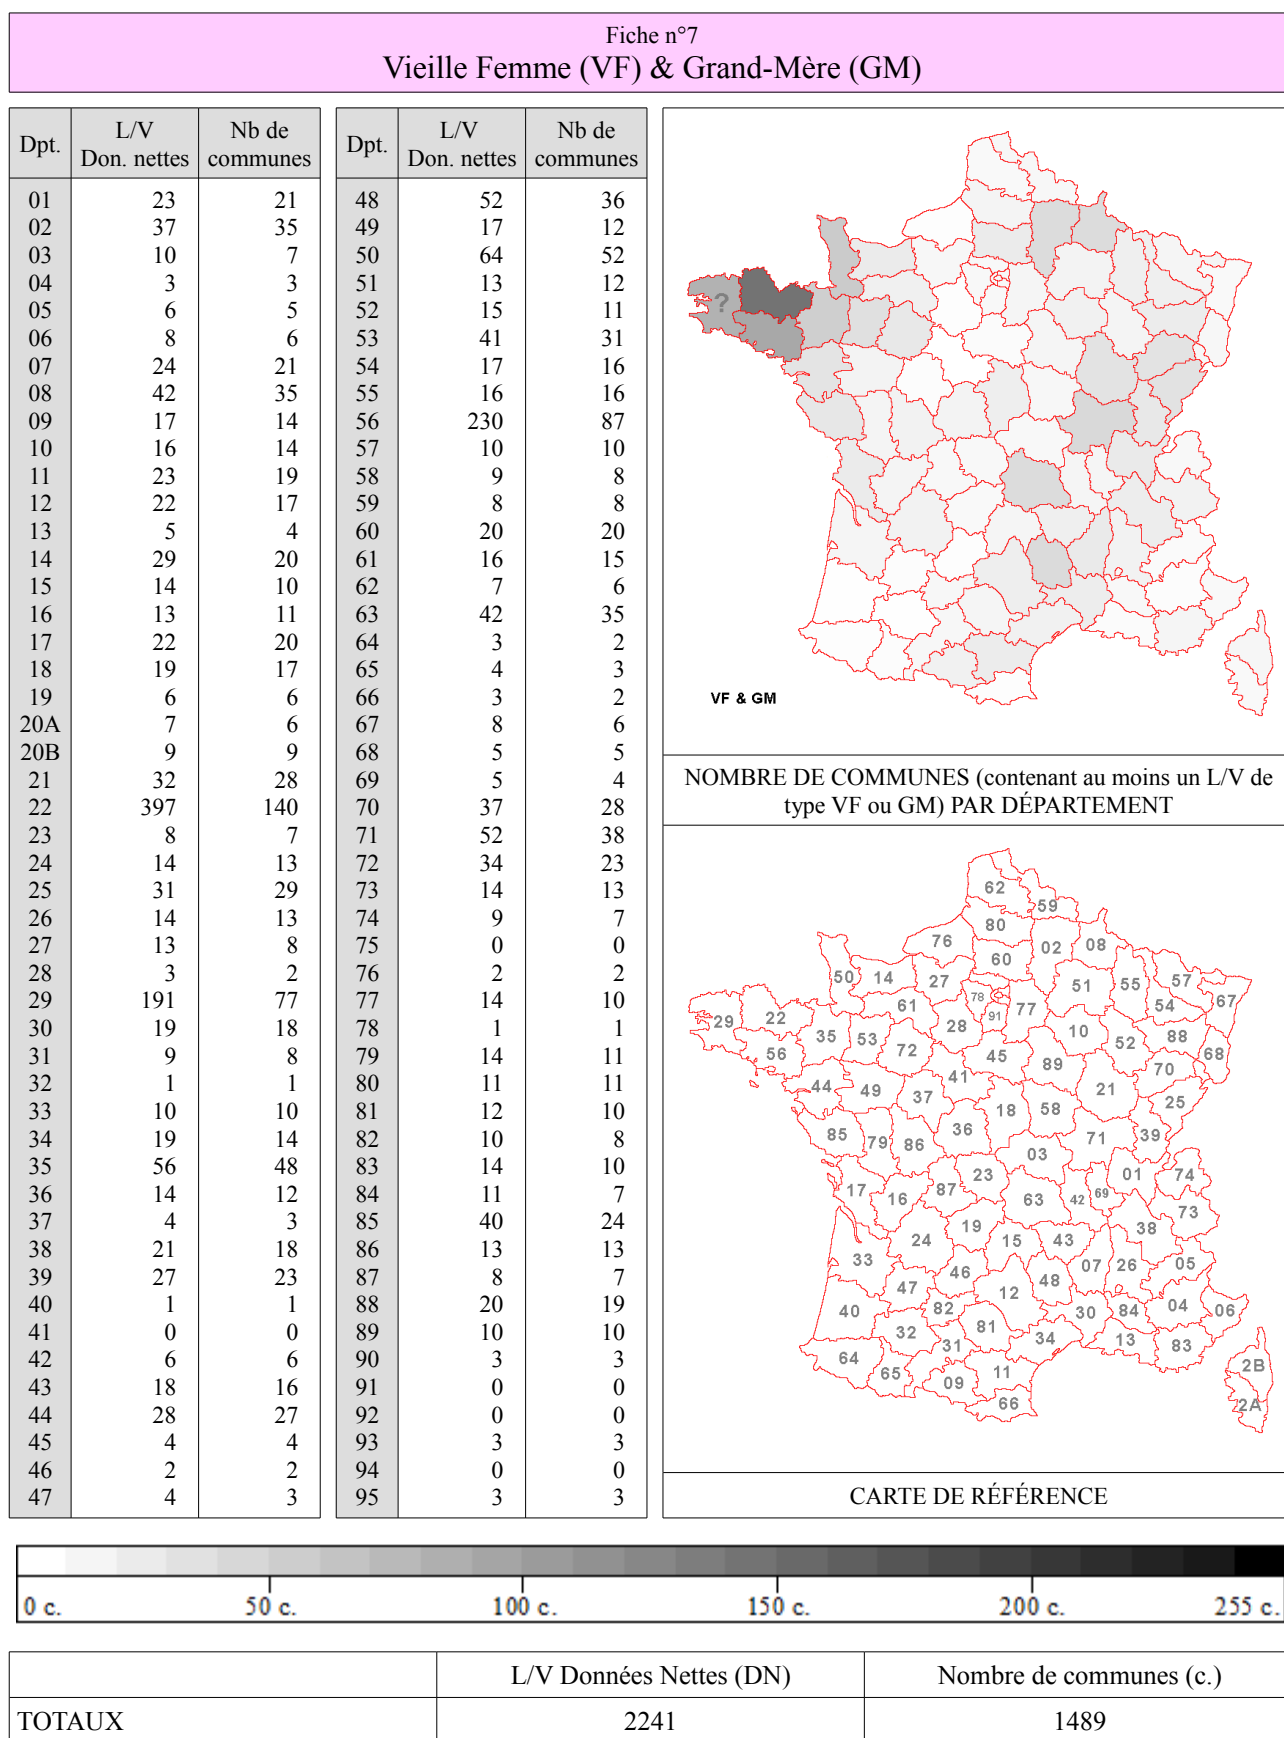 Fiche n°7
Vieille Femme (VF) & Grand-Mère (GM)
Dpt. L/V Don. nettes Nb de communes
01 23 21
02 37 35
03 10 7
04 3 3
05 6 5
06 8 6
07 24 21
08 42 35
09 17 14
10 16 14
11 23 19
12 22 17
13 5 4
14 29 20
15 14 10
16 13 11
17 22 20
18 19 17
19 6 6
20A 7 6
20B 9 9
21 32 28
22 397 140
23 8 7
24 14 13
25 31 29
26 14 13
27 13 8
28 3 2
29 191 77
30 19 18
31 9 8
32 1 1
33 10 10
34 19 14
35 56 48
36 14 12
37 4 3
38 21 18
39 27 23
40 1 1
41 0 0
42 6 6
43 18 16
44 28 27
45 4 4
46 2 2
47 4 3
Dpt. L/V Don. nettes Nb de communes
48 52 36
49 17 12
50 64 52
51 13 12
52 15 11
53 41 31
54 17 16
55 16 16
56 230 87
57 10 10
58 9 8
59 8 8
60 20 20
61 16 15
62 7 6
63 42 35
64 3 2
65 4 3
66 3 2
67 8 6
68 5 5
69 5 4
70 37 28
71 52 38
72 34 23
73 14 13
74 9 7
75 0 0
76 2 2
77 14 10
78 1 1
79 14 11
80 11 11
81 12 10
82 10 8
83 14 10
84 11 7
85 40 24
86 13 13
87 8 7
88 20 19
89 10 10
90 3 3
91 0 0
92 0 0
93 3 3
94 0 0
95 3 3
?
VF & GM
NOMBRE DE COMMUNES (contenant au moins un L/V de
type VF ou GM) PAR DÉPARTEMENT
62
59
80
76 02 08
60
50 14 27 51 55 57
78 54 67
61 91 77
29 22 35 53 28 10 52 88
56 72 45 89 68
41 70
44 49 37 21
18 58 25
85 79 86 36 71 39
03
17 16 87 23 63 42 69 01 74
73
24 19 15 43 38
33 07 26 05
47 46 12 48
40 82 30 84 04 06
32 81 34 13 83
31
64 65 09 11 2B
66 2A
CARTE DE RÉFÉRENCE
0 c. 50 c. 100 c. 150 c. 200 c. 255 c.
L/V Données Nettes (DN) Nombre de communes (c.)
TOTAUX 2241 1489